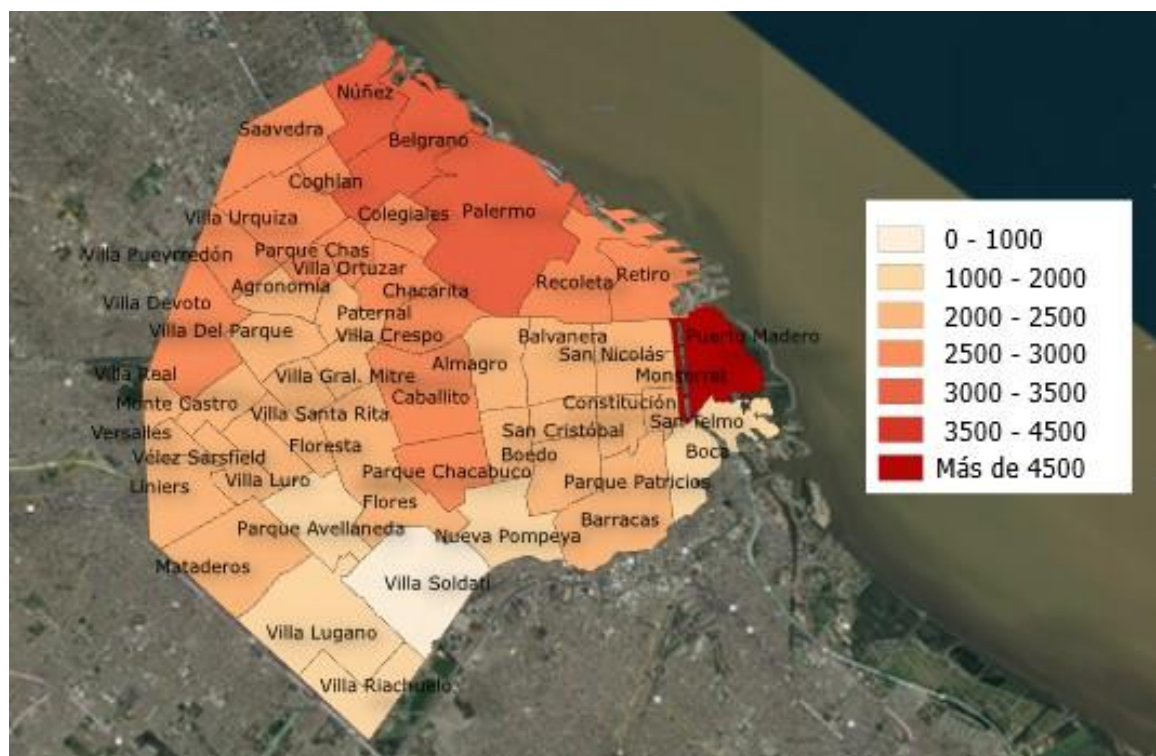 Núñez
Saavedra
Belgrano
Coghlan
Villa Urquiza
Colegiales
Palermo
Villa Pueyrredón
Parque Chas
Villa Ortuzar
Agronomía
Chacarita
Recoleta
Retiro
Villa Devoto
Paternal
Villa Del Parque
Villa Crespo
Balvanera
Puerto Madero
San Nicolás
Almagro
Villa Real
Villa Gral. Mitre
Monserrat
Monte Castro
Caballito
Constitución
Villa Santa Rita
San Telmo
Versalles
San Cristóbal
Floresta
Boedo
Boca
Vélez Sarsfield
Villa Luro
Parque Chacabuco
Liniers
Parque Patricios
Flores
Parque Avellaneda
Nueva Pompeya
Barracas
Mataderos
Villa Soldati
Villa Lugano
Villa Riachuelo
0 - 1000
1000 - 2000
2000 - 2500
2500 - 3000
3000 - 3500
3500 - 4500
Más de 4500